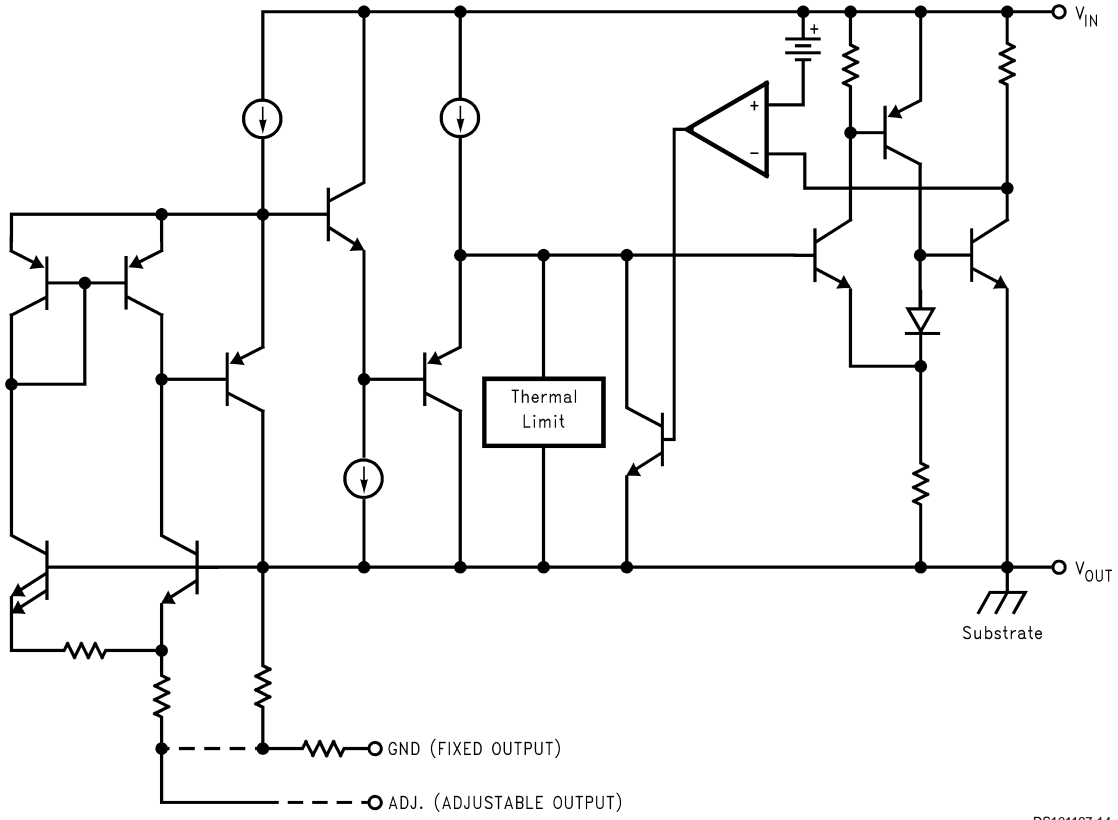 V_IN
+
+
−
Thermal
Limit
V_OUT
Substrate
GND (FIXED OUTPUT)
ADJ. (ADJUSTABLE OUTPUT)